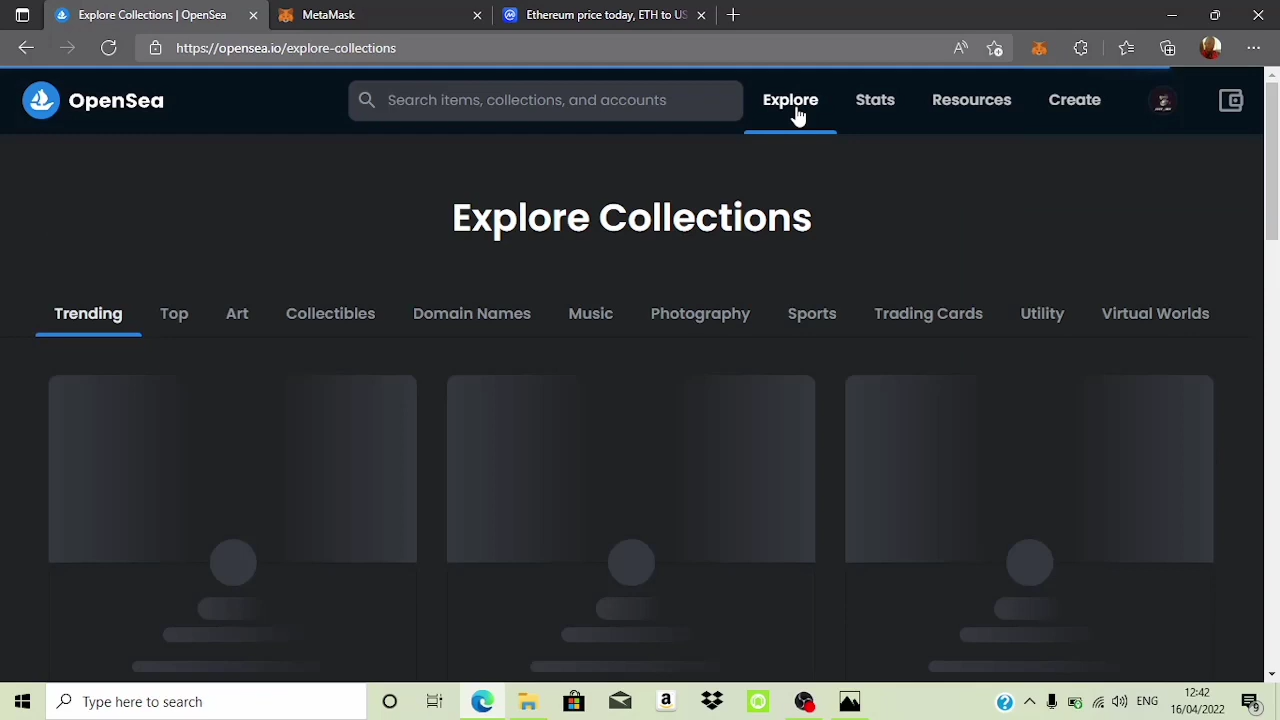 Explore Collections | OpenSea
MetaMask
Ethereum price today, ETH to US
https://opensea.io/explore-collections
OpenSea
Search items, collections, and accounts
Explore
Stats
Resources
Create
Explore Collections
Trending
Top
Art
Collectibles
Domain Names
Music
Photography
Sports
Trading Cards
Utility
Virtual Worlds
Type here to search
ENG
12:42
16/04/2022
9